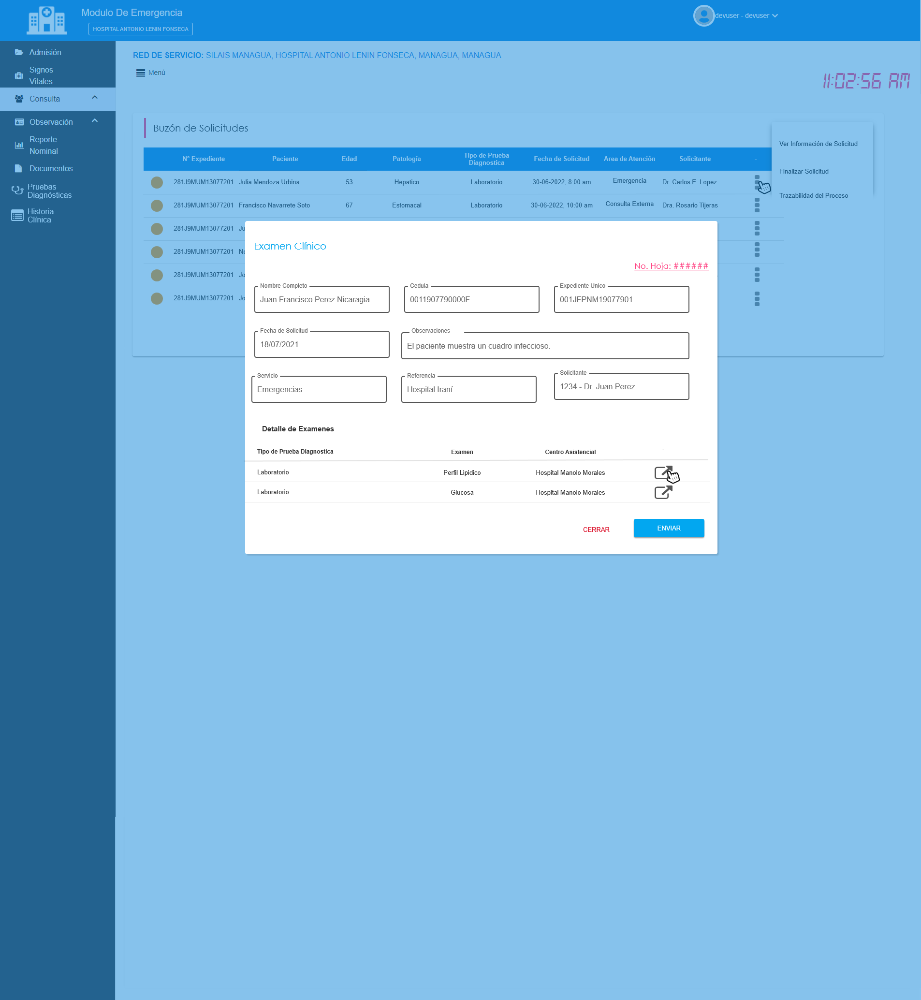 Modulo De Emergencia
HOSPITAL ANTONIO LENIN FONSECA
devuser - devuser
Admisión
Signos
Vitales
Consulta
Observación
Reporte
Nominal
Documentos
Pruebas
Diagnósticas
Historia
Clínica
RED DE SERVICIO: SILAIS MANAGUA, HOSPITAL ANTONIO LENIN FONSECA, MANAGUA, MANAGUA
Menú
11:02:56 AM
Buzón de Solicitudes
Ver Información de Solicitud
Finalizar Solicitud
Trazabilidad del Proceso
N° Expediente Paciente Edad Patología Tipo de Prueba Diagnostica Fecha de Solicitud Area de Atención Solicitante -
281J9MUM13077201 Julia Mendoza Urbina 53 Hepatico Laboratorio 30-06-2022, 8:00 am Emergencia Dr. Carlos E. Lopez
281J9MUM13077201 Francisco Navarrete Soto 67 Estomacal Laboratorio 30-06-2022, 10:00 am Consulta Externa Dra. Rosario Tijeras
281J9MUM13077201 Ju
281J9MUM13077201
281J9MUM13077201 Jo
281J9MUM13077201 Jo
Examen Clínico
No. Hoja: ######
Nombre Completo
Juan Francisco Perez Nicaragia
Cedula
0011907790000F
Expediente Unico
001JFPNM19077901
Fecha de Solicitud
18/07/2021
Observaciones
El paciente muestra un cuadro infeccioso.
Servicio
Emergencias
Referencia
Hospital Iraní
Solicitante
1234 - Dr. Juan Perez
Detalle de Examenes
Tipo de Prueba Diagnostica Examen Centro Asistencial -
Laboratorio Perfil Lipidico Hospital Manolo Morales
Laboratorio Glucosa Hospital Manolo Morales
CERRAR
ENVIAR